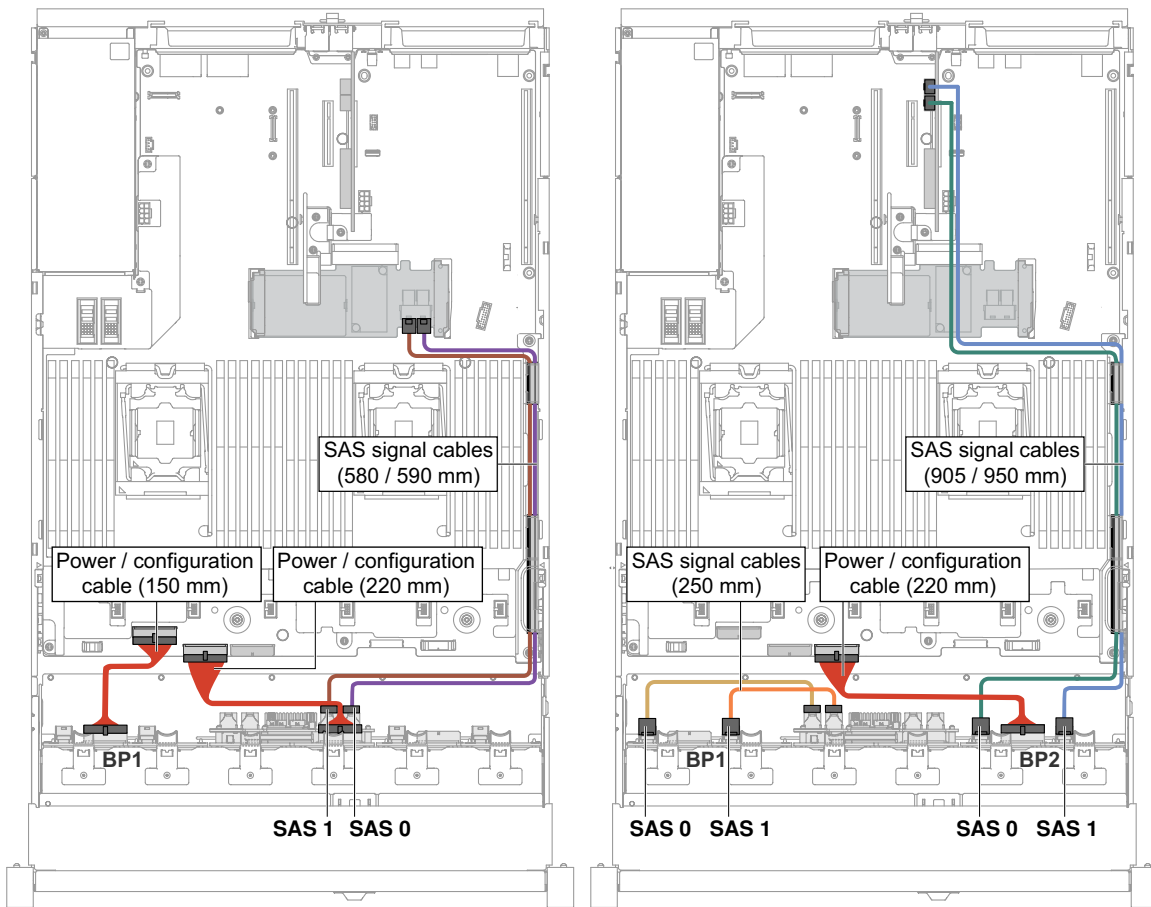 SAS signal cables
(580 / 590 mm)
Power / configuration
cable (150 mm)
Power / configuration
cable (220 mm)
BP1
SAS 1
SAS 0
SAS signal cables
(905 / 950 mm)
SAS signal cables
(250 mm)
Power / configuration
cable (220 mm)
BP1
BP2
SAS 0
SAS 1
SAS 0
SAS 1